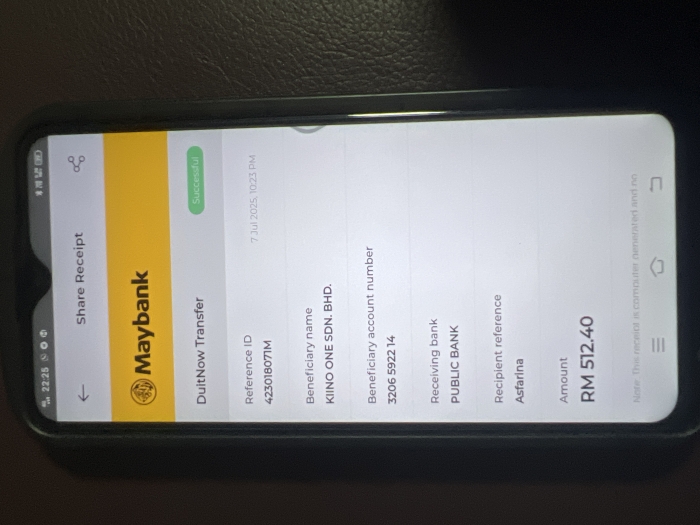 22:25
Share Receipt
Maybank
DuitNow Transfer
Successful
Reference ID
7 Jul 2025, 10:23 PM
423018071M
Beneficiary name
KIINO ONE SDN. BHD.
Beneficiary account number
3206 5922 14
Receiving bank
PUBLIC BANK
Recipient reference
Asfarina
Amount
RM 512.40
Note: This receipt is computer generated and no